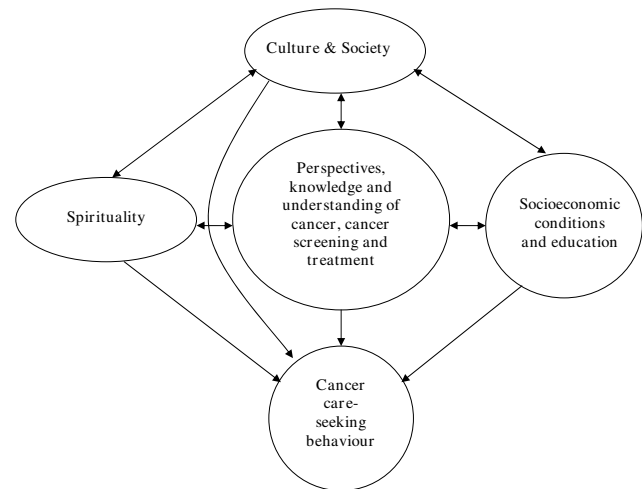 Culture & Society
Perspectives,
knowledge and
understanding of
cancer, cancer
screening and
treatment
Spirituality
Socioeconomic
conditions
and education
Cancer
care-
seeking
behaviour